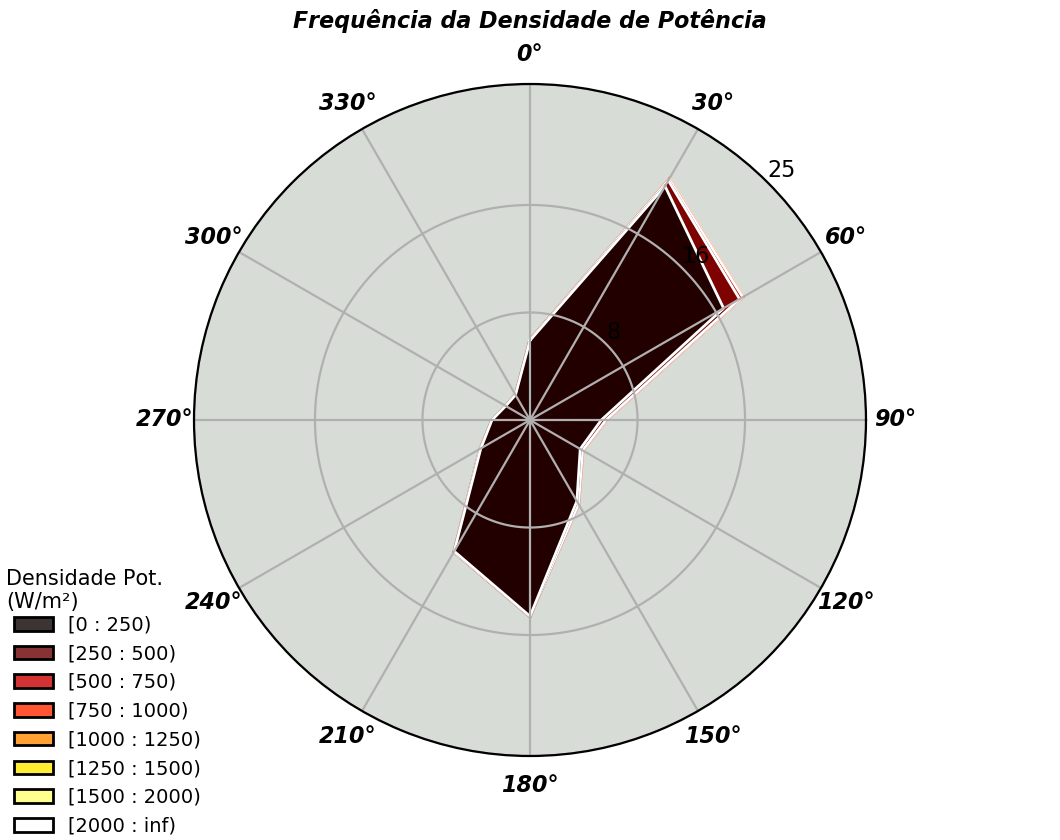 Frequência da Densidade de Potência
0°
330°
30°
25
300°
60°
16
8
270°
90°
240°
120°
210°
150°
180°
Densidade Pot.
(W/m²)
[0 : 250)
[250 : 500)
[500 : 750)
[750 : 1000)
[1000 : 1250)
[1250 : 1500)
[1500 : 2000)
[2000 : inf)